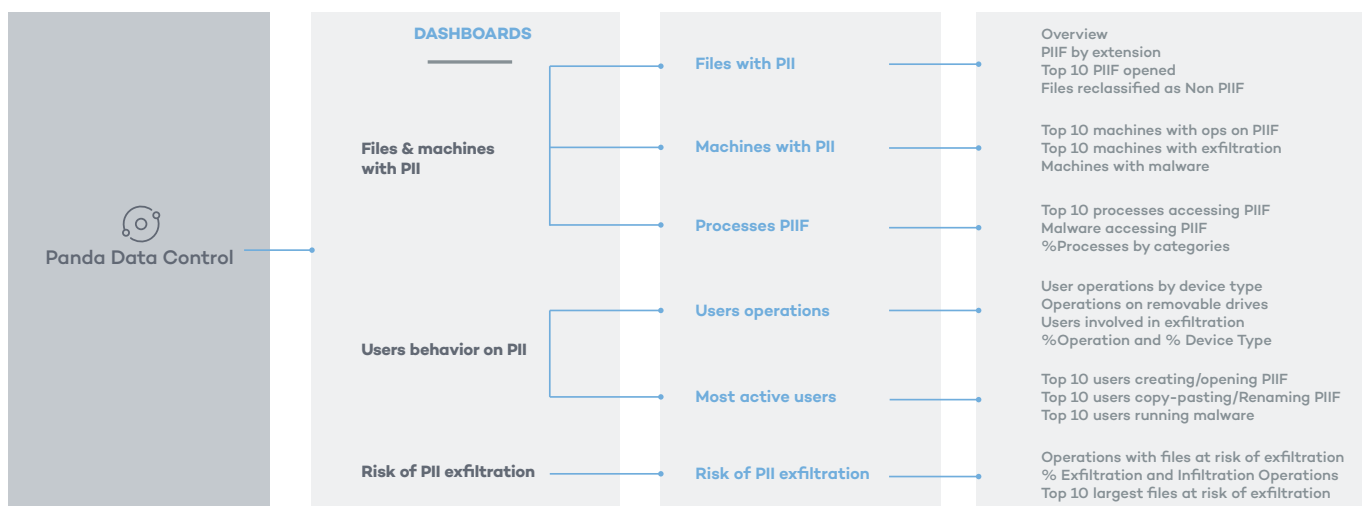 Panda Data Control
DASHBOARDS
Files & machines
with PII
Users behavior on PII
Risk of PII exfiltration
Files with PII
Machines with PII
Processes PIIF
Users operations
Most active users
Risk of PII exfiltration
Overview
PIIF by extension
Top 10 PIIF opened
Files reclassified as Non PIIF
Top 10 machines with ops on PIIF
Top 10 machines with exfiltration
Machines with malware
Top 10 processes accessing PIIF
Malware accessing PIIF
%Processes by categories
User operations by device type
Operations on removable drives
Users involved in exfiltration
%Operation and % Device Type
Top 10 users creating/opening PIIF
Top 10 users copy-pasting/Renaming PIIF
Top 10 users running malware
Operations with files at risk of exfiltration
% Exfiltration and Infiltration Operations
Top 10 largest files at risk of exfiltration